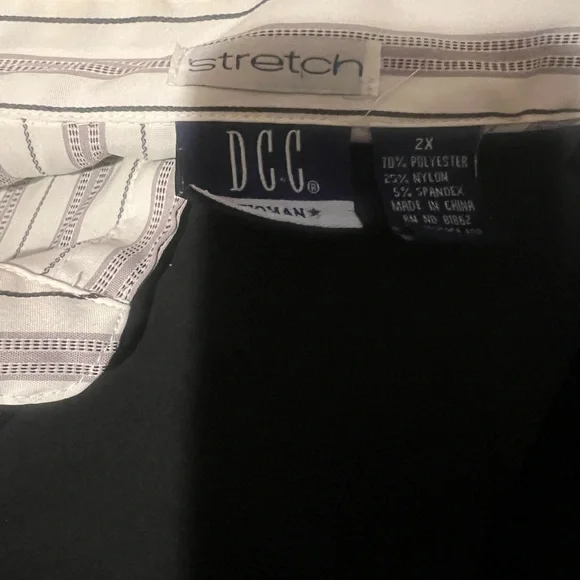 stretch
D.C.C®
WOMAN★
2X
70% POLYESTER
25% NYLON
5% SPANDEX
MADE IN CHINA
RN NO 81862